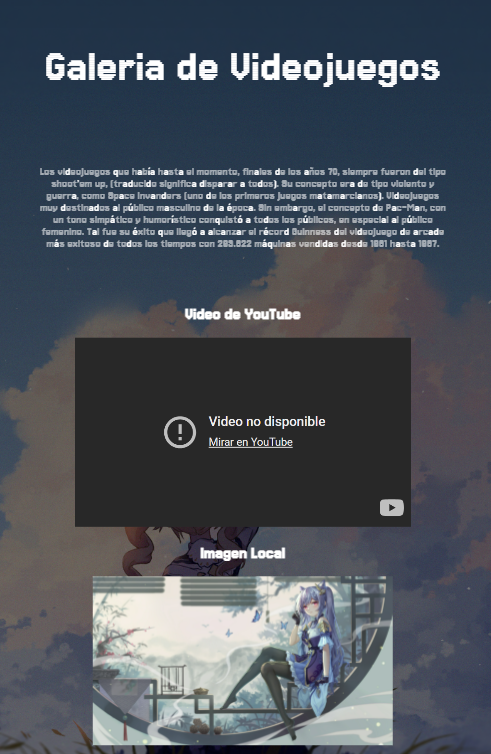 Galeria de Videojuegos
Los videojuegos que había hasta el momento, finales de los años 70, siempre fueron del tipo
shoot'em up, (traducido significa disparar a todos). Su concepto era de tipo violento y
guerra, como Space Invanders (uno de los primeros juegos matamarcianos). Videojuegos
muy destinados al público masculino de la época. Sin embargo, el concepto de Pac-Man, con
un tono simpático y humorístico conquistó a todos los públicos, en especial al público
femenino. Tal fue su éxito que llegó a alcanzar el récord Guinness del videojuego de arcade
más exitoso de todos los tiempos con 293.822 máquinas vendidas desde 1981 hasta 1987.
Video de YouTube
Video no disponible
Mirar en YouTube
Imagen Local